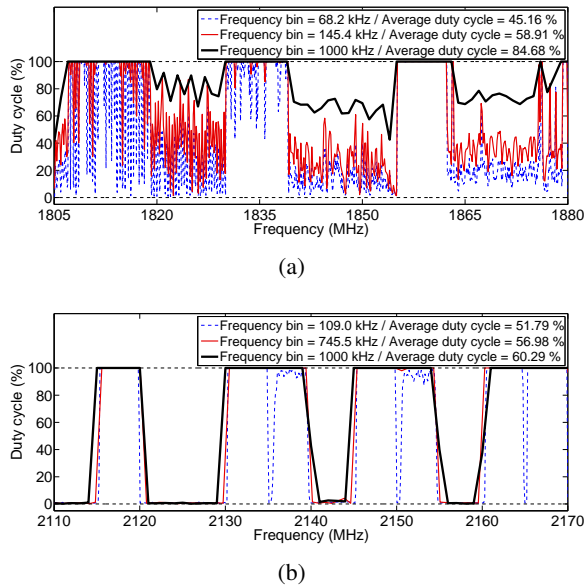 Frequency bin = 68.2 kHz / Average duty cycle = 45.16 %
Frequency bin = 145.4 kHz / Average duty cycle = 58.91 %
Frequency bin = 1000 kHz / Average duty cycle = 84.68 %
Duty cycle (%)
100
80
60
40
20
0
1805 1820 1835 1850 1865 1880
Frequency (MHz)
(a)
Frequency bin = 109.0 kHz / Average duty cycle = 51.79 %
Frequency bin = 745.5 kHz / Average duty cycle = 56.98 %
Frequency bin = 1000 kHz / Average duty cycle = 60.29 %
Duty cycle (%)
100
80
60
40
20
0
2110 2120 2130 2140 2150 2160 2170
Frequency (MHz)
(b)